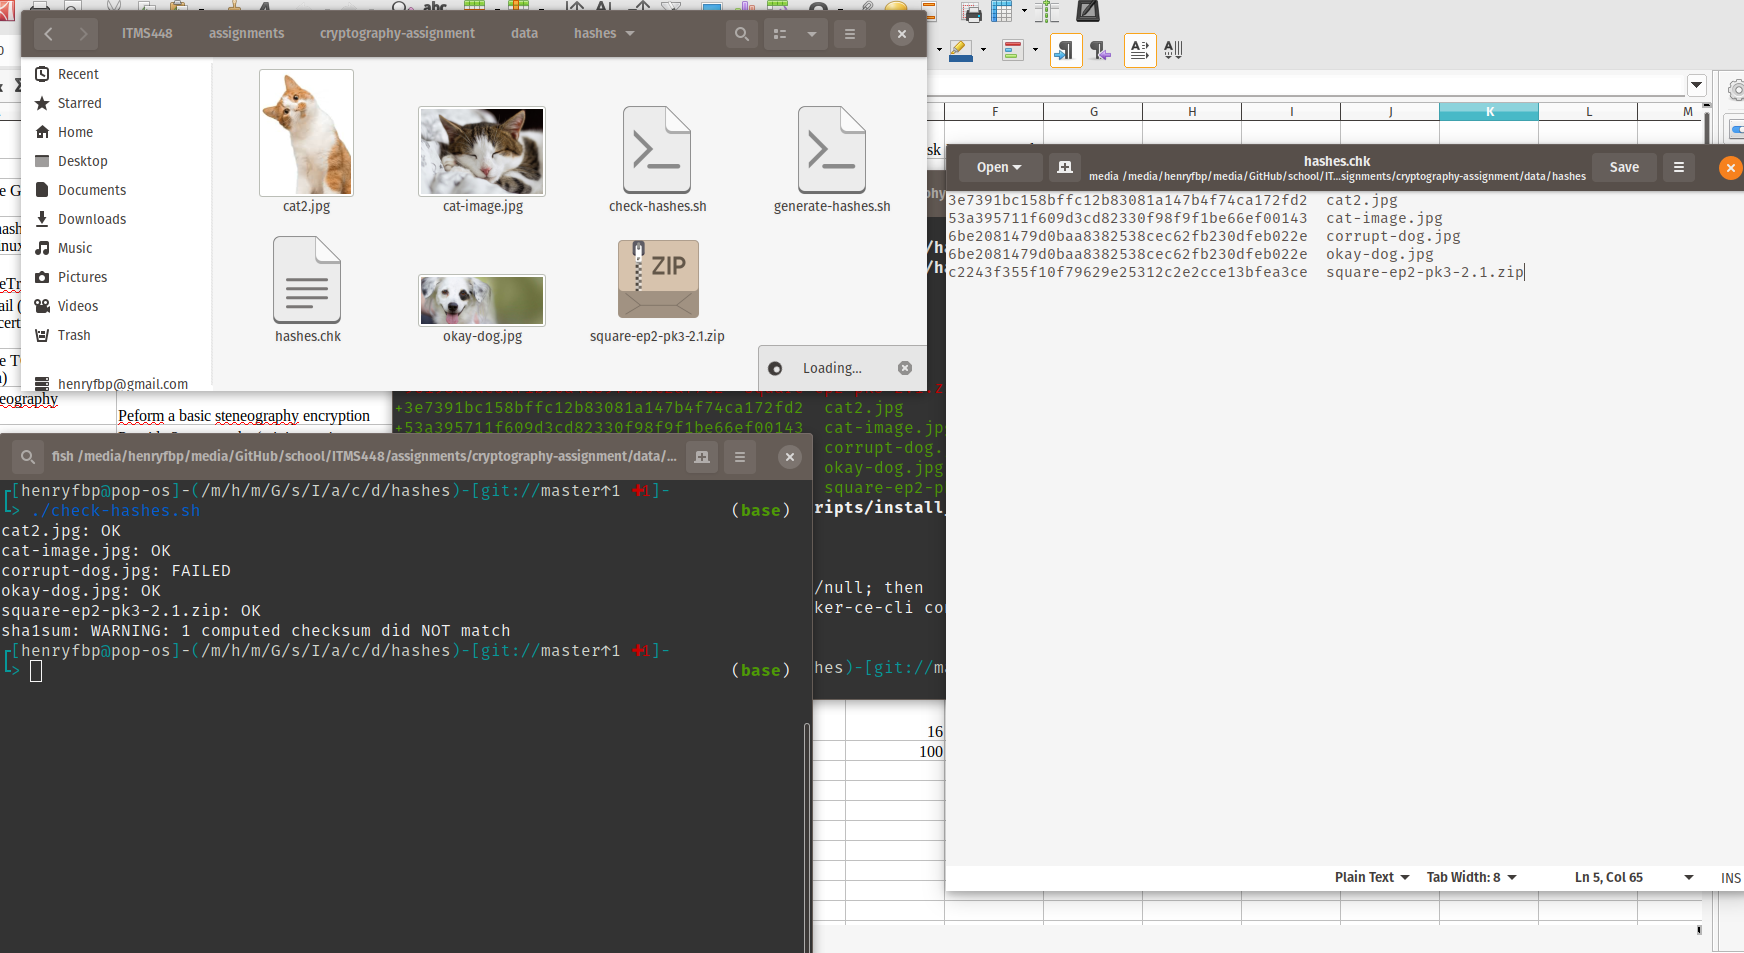 ITMS448 assignments cryptography-assignment data hashes
Recent
Starred
Home
Desktop
Documents
Downloads
Music
Pictures
Videos
Trash
henryfbp@gmail.com
cat2.jpg
cat-image.jpg
check-hashes.sh
generate-hashes.sh
hashes.chk
okay-dog.jpg
ZIP
square-ep2-pk3-2.1.zip
Loading...
F G H I J K L M
Open
hashes.chk
media /media/henryfbp/media/GitHub/school/IT...signments/cryptography-assignment/data/hashes
Save
3e7391bc158bffc12b83081a147b4f74ca172fd2 cat2.jpg
53a395711f609d3cd82330f98f9f1be66ef00143 cat-image.jpg
6be2081479d0baa8382538cec62fb230dfeb022e corrupt-dog.jpg
6be2081479d0baa8382538cec62fb230dfeb022e okay-dog.jpg
c2243f355f10f79629e25312c2e2cce13bfea3ce square-ep2-pk3-2.1.zip
Plain Text Tab Width: 8 Ln 5, Col 65 INS
Peform a basic steneography encryption
+3e7391bc158bffc12b83081a147b4f74ca172fd2 cat2.jpg
+53a395711f609d3cd82330f98f9f1be66ef00143 cat-image.jp
corrupt-dog.
okay-dog.jpg
square-ep2-p
ripts/install
/null; then
ker-ce-cli co
hes)-[git://m
fish /media/henryfbp/media/GitHub/school/ITMS448/assignments/cryptography-assignment/data/...
[henryfbp@pop-os]-(/m/h/m/G/s/I/a/c/d/hashes)-[git://master↑1 ✚1]-
> ./check-hashes.sh (base)
cat2.jpg: OK
cat-image.jpg: OK
corrupt-dog.jpg: FAILED
okay-dog.jpg: OK
square-ep2-pk3-2.1.zip: OK
sha1sum: WARNING: 1 computed checksum did NOT match
[henryfbp@pop-os]-(/m/h/m/G/s/I/a/c/d/hashes)-[git://master↑1 ✚1]-
> (base)
16
100